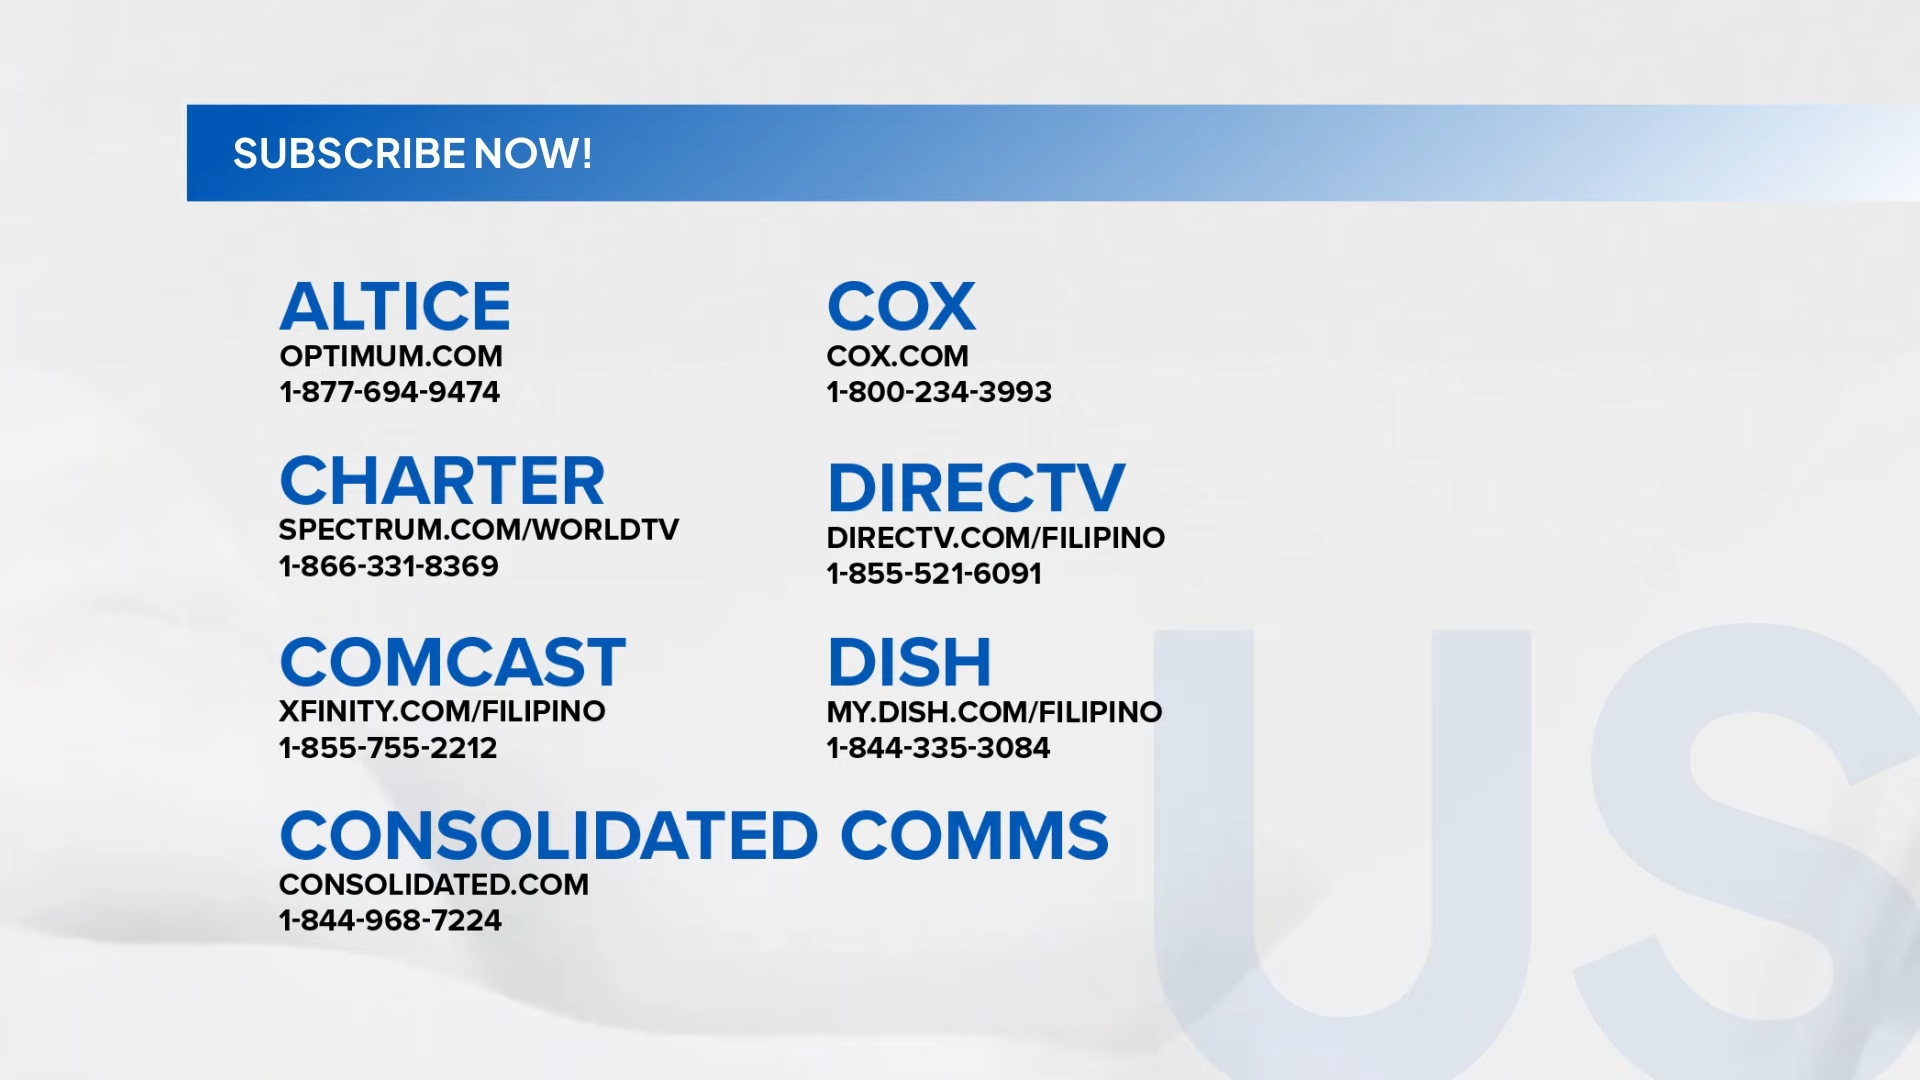 SUBSCRIBE NOW!
ALTICE
OPTIMUM.COM
1-877-694-9474
CHARTER
SPECTRUM.COM/WORLDTV
1-866-331-8369
COMCAST
XFINITY.COM/FILIPINO
1-855-755-2212
CONSOLIDATED COMMS
CONSOLIDATED.COM
1-844-968-7224
COX
COX.COM
1-800-234-3993
DIRECTV
DIRECTV.COM/FILIPINO
1-855-521-6091
DISH
MY.DISH.COM/FILIPINO
1-844-335-3084
US